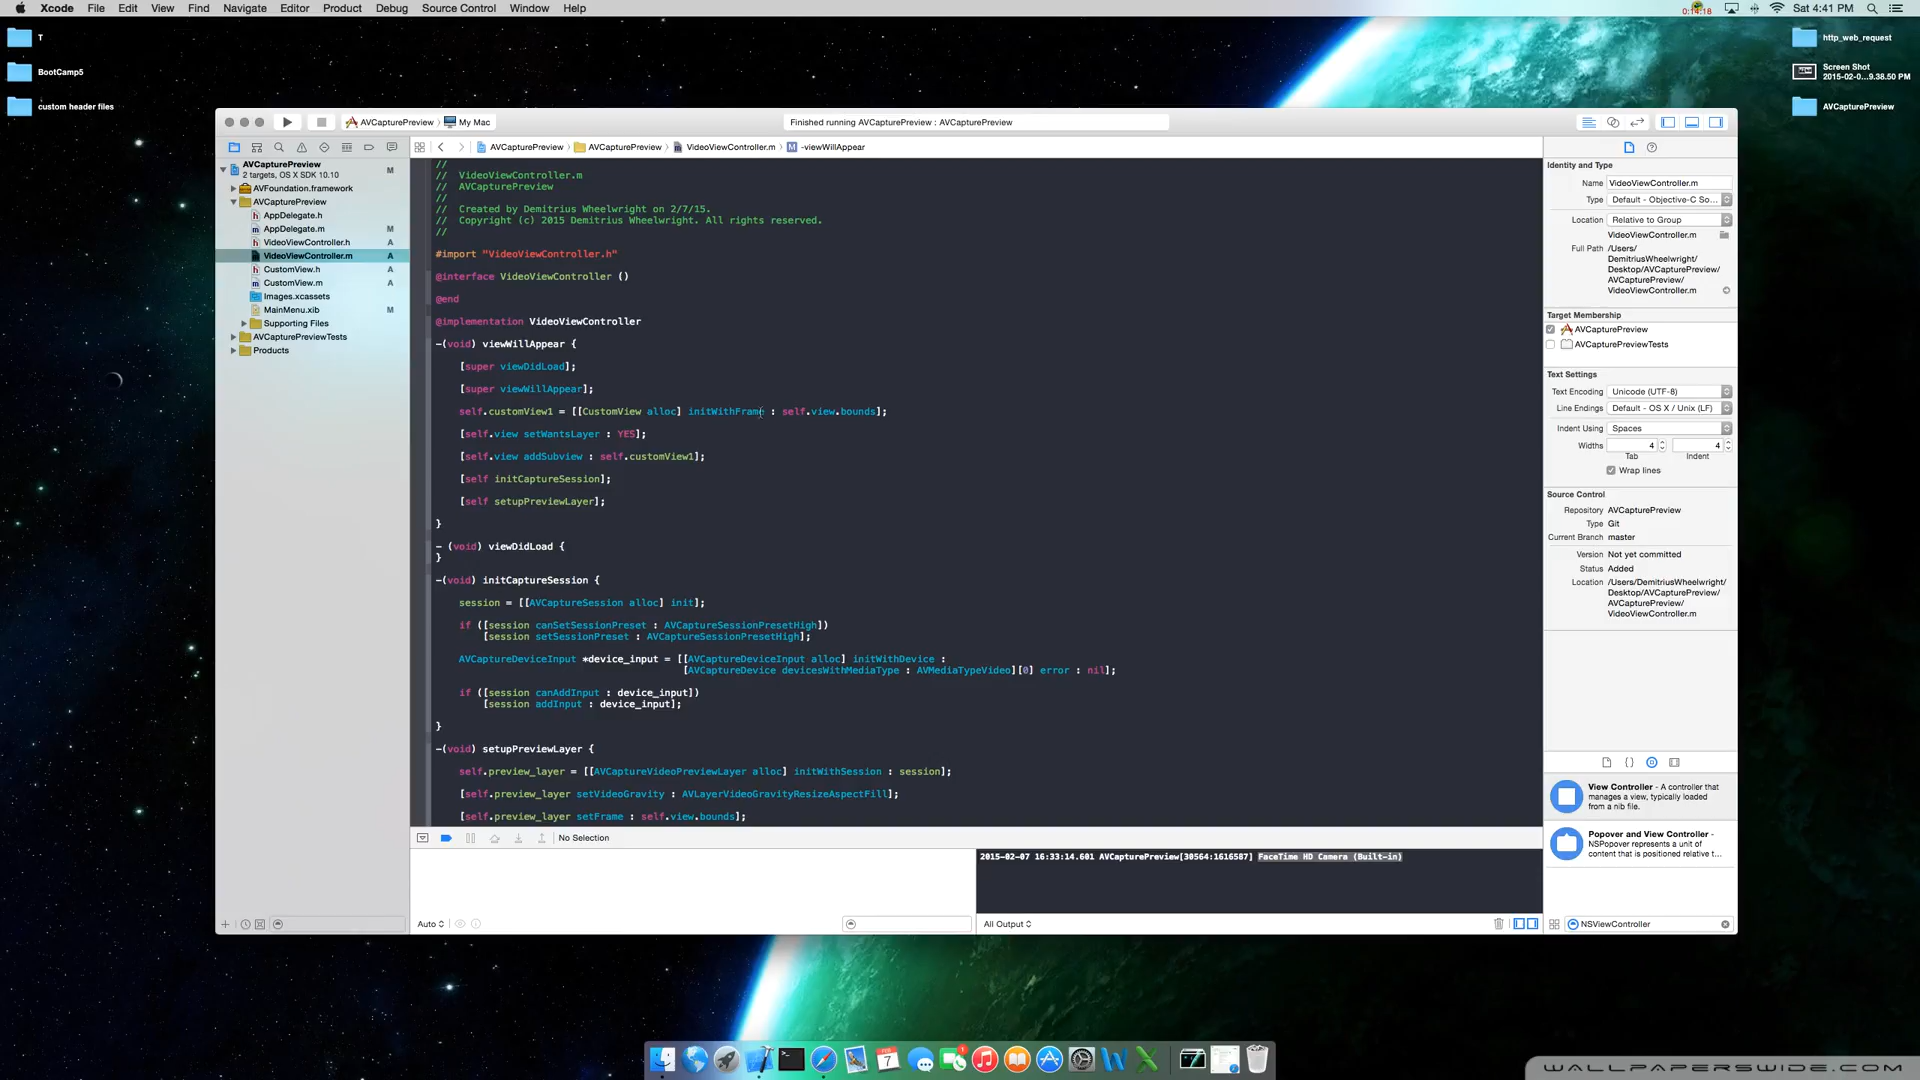 Xcode File Edit View Find Navigate Editor Product Debug Source Control Window Help
0:14:18 Sat 4:41 PM
T
BootCamp5
custom header files
http_web_request
Screen Shot
2015-02-0...9.38.50 PM
AVCapturePreview
AVCapturePreview My Mac
Finished running AVCapturePreview : AVCapturePreview
AVCapturePreview
2 targets, OS X SDK 10.10
M
AVFoundation.framework
AVCapturePreview
AppDelegate.h
AppDelegate.m M
VideoViewController.h A
VideoViewController.m A
CustomView.h A
CustomView.m A
Images.xcassets
MainMenu.xib M
Supporting Files
AVCapturePreviewTests
Products
AVCapturePreview AVCapturePreview VideoViewController.m M -viewWillAppear
//
// VideoViewController.m
// AVCapturePreview
//
// Created by Demitrius Wheelwright on 2/7/15.
// Copyright (c) 2015 Demitrius Wheelwright. All rights reserved.
//
#import "VideoViewController.h"
@interface VideoViewController ()
@end
@implementation VideoViewController
-(void) viewWillAppear {
[super viewDidLoad];
[super viewWillAppear];
self.customView1 = [[CustomView alloc] initWithFrame : self.view.bounds];
[self.view setWantsLayer : YES];
[self.view addSubview : self.customView1];
[self initCaptureSession];
[self setupPreviewLayer];
}
- (void) viewDidLoad {
}
-(void) initCaptureSession {
session = [[AVCaptureSession alloc] init];
if ([session canSetSessionPreset : AVCaptureSessionPresetHigh])
[session setSessionPreset : AVCaptureSessionPresetHigh];
AVCaptureDeviceInput *device_input = [[AVCaptureDeviceInput alloc] initWithDevice :
[AVCaptureDevice devicesWithMediaType : AVMediaTypeVideo][0] error : nil];
if ([session canAddInput : device_input])
[session addInput : device_input];
}
-(void) setupPreviewLayer {
self.preview_layer = [[AVCaptureVideoPreviewLayer alloc] initWithSession : session];
[self.preview_layer setVideoGravity : AVLayerVideoGravityResizeAspectFill];
[self.preview_layer setFrame : self.view.bounds];
No Selection
2015-02-07 16:33:14.601 AVCapturePreview[30564:1616587] FaceTime HD Camera (Built-in)
Auto
All Output
Identity and Type
Name VideoViewController.m
Type Default - Objective-C So...
Location Relative to Group
VideoViewController.m
Full Path /Users/
DemitriusWheelwright/
Desktop/AVCapturePreview/
AVCapturePreview/
VideoViewController.m
Target Membership
AVCapturePreview
AVCapturePreviewTests
Text Settings
Text Encoding Unicode (UTF-8)
Line Endings Default - OS X / Unix (LF)
Indent Using Spaces
Widths 4 4
Tab Indent
Wrap lines
Source Control
Repository AVCapturePreview
Type Git
Current Branch master
Version Not yet committed
Status Added
Location /Users/DemitriusWheelwright/
Desktop/AVCapturePreview/
AVCapturePreview/
VideoViewController.m
View Controller - A controller that
manages a view, typically loaded
from a nib file.
Popover and View Controller -
NSPopover represents a unit of
content that is positioned relative t...
NSViewController
7
1
WALLPAPERSWIDE.COM